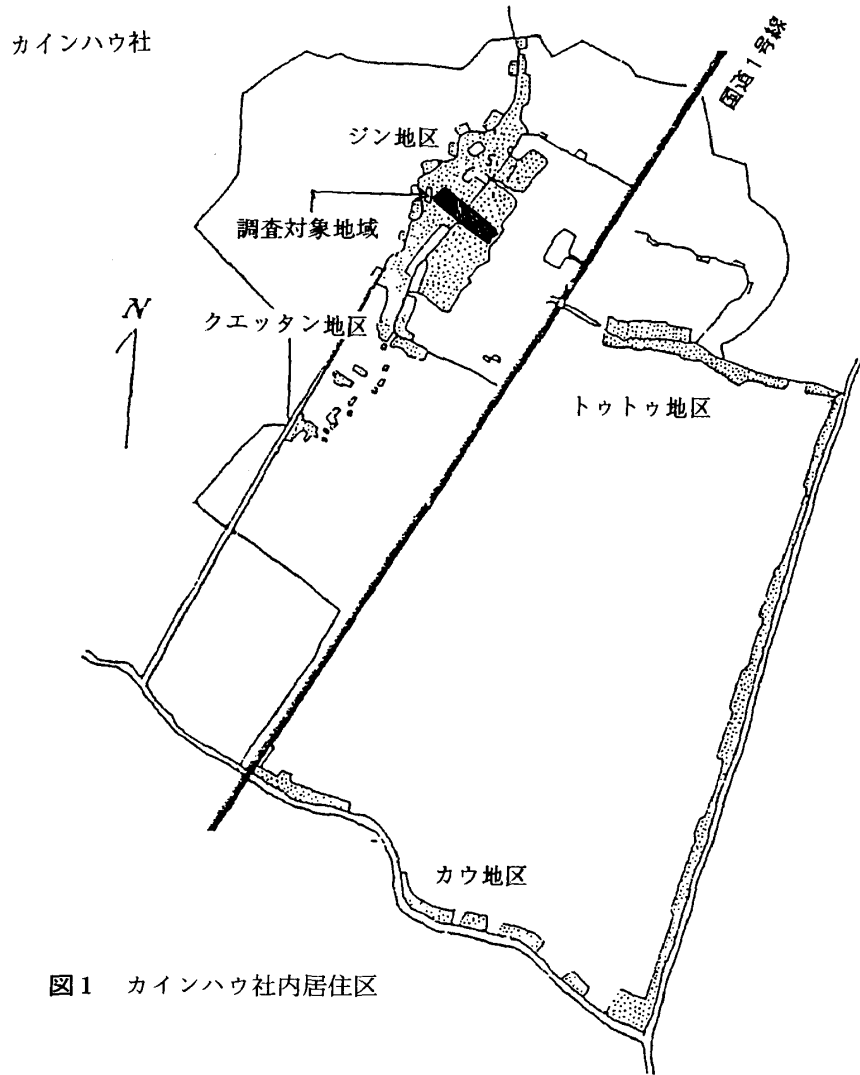 カインハウ社
国道1号線
ジン地区
調査対象地域
N
クエッタン地区
トゥトゥ地区
カウ地区
図1 カインハウ社内居住区